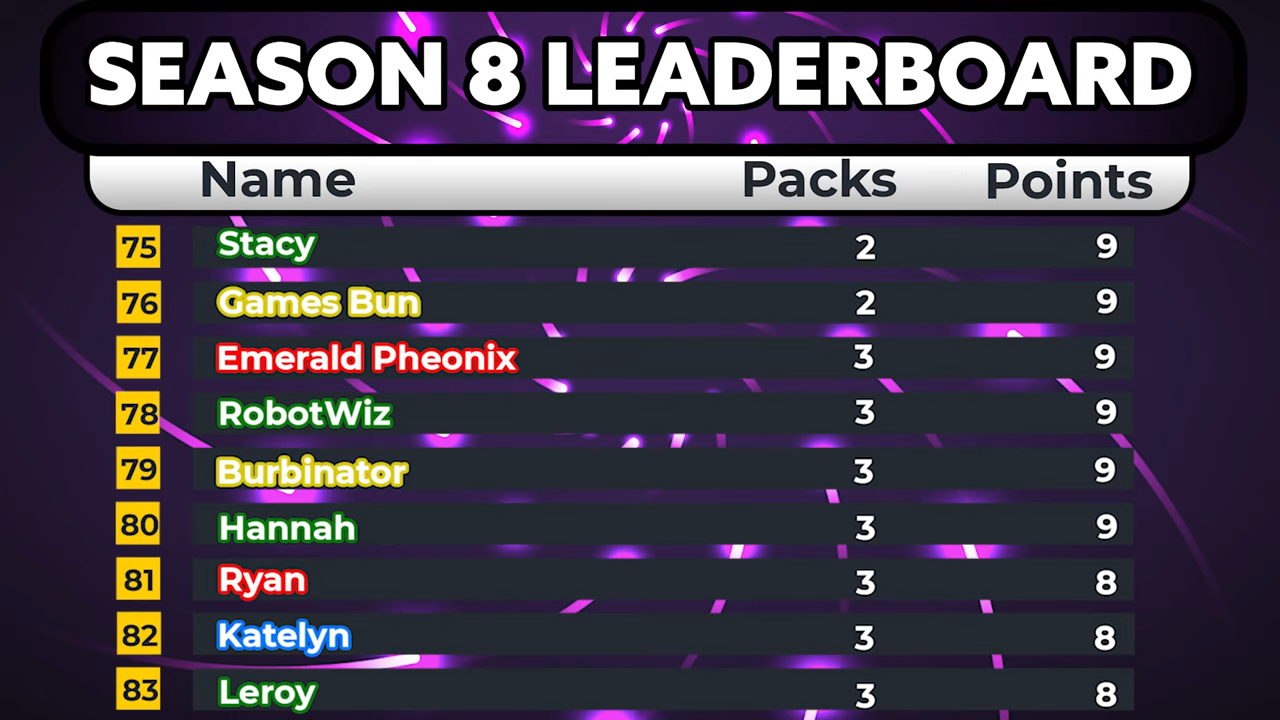 SEASON 8 LEADERBOARD
Name Packs Points
75 Stacy 2 9
76 Games Bun 2 9
77 Emerald Pheonix 3 9
78 RobotWiz 3 9
79 Burbinator 3 9
80 Hannah 3 9
81 Ryan 3 8
82 Katelyn 3 8
83 Leroy 3 8